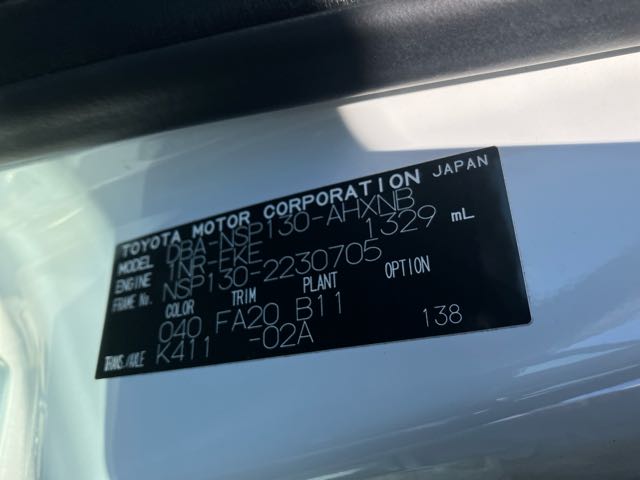 TOYOTA MOTOR CORPORATION JAPAN
MODEL DBA-NSP130-AHXNB
ENGINE 1NR-FKE 1329 mL
FRAME No. NSP130-2230705
COLOR TRIM PLANT OPTION
040 FA20 B11
TRANS./AXLE K411 -02A 138